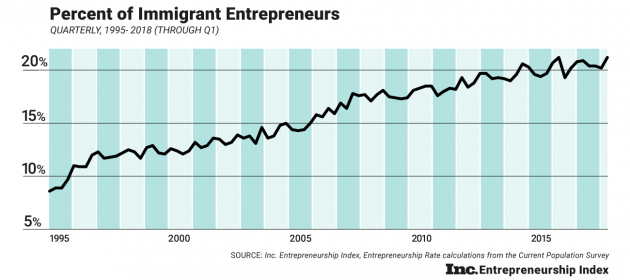 Percent of Immigrant Entrepreneurs
QUARTERLY, 1995- 2018 (THROUGH Q1)
20%
15%
10%
5%
1995 2000 2005 2010 2015
SOURCE: Inc. Entrepreneurship Index, Entrepreneurship Rate calculations from the Current Population Survey
Inc. Entrepreneurship Index